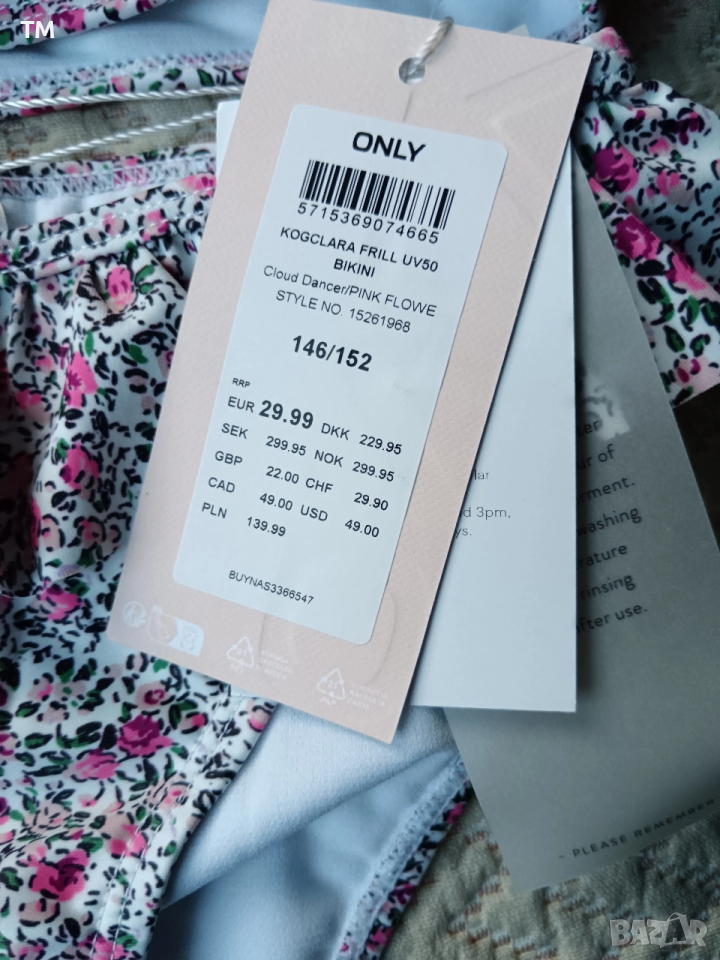 TM
ONLY
5715369074665
KOGCLARA FRILL UV50
BIKINI
Cloud Dancer/PINK FLOWE
STYLE NO. 15261968
146/152
RRP
EUR 29.99 DKK 229.95
SEK 299.95 NOK 299.95
GBP 22.00 CHF 29.90
CAD 49.00 USD 49.00
PLN 139.99
BUYNAS3366547
d 3pm.
ys.
ur of
rment.
washing
rature
rinsing
fter use.
~ PLEASE REMEMBER
BAZAR